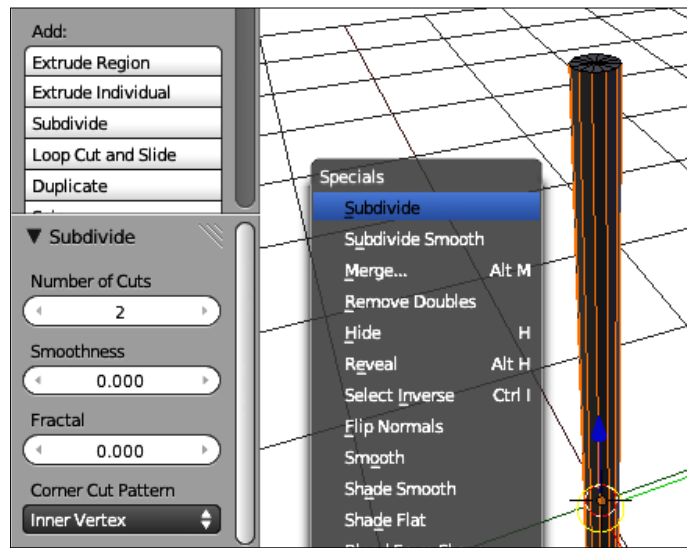 Add:
Extrude Region
Extrude Individual
Subdivide
Loop Cut and Slide
Duplicate
Subdivide
Number of Cuts
2
Smoothness
0.000
Fractal
0.000
Corner Cut Pattern
Inner Vertex
Specials
Subdivide
Subdivide Smooth
Merge... Alt M
Remove Doubles
Hide H
Reveal Alt H
Select Inverse Ctrl I
Flip Normals
Smooth
Shade Smooth
Shade Flat